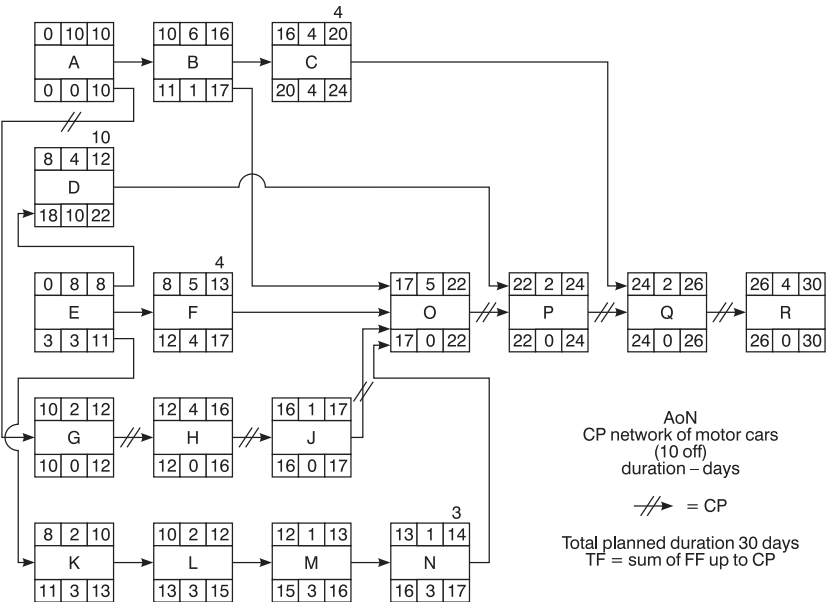 4
0 10 10
A
0 0 10
10 6 16
B
11 1 17
16 4 20
C
20 4 24
10
8 4 12
D
18 10 22
0 8 8
E
3 3 11
4
8 5 13
F
12 4 17
17 5 22
O
17 0 22
22 2 24
P
22 0 24
24 2 26
Q
24 0 26
26 4 30
R
26 0 30
10 2 12
G
10 0 12
12 4 16
H
12 0 16
16 1 17
J
16 0 17
8 2 10
K
11 3 13
10 2 12
L
13 3 15
12 1 13
M
15 3 16
3
13 1 14
N
16 3 17
AoN
CP network of motor cars
(10 off)
duration – days
= CP
Total planned duration 30 days
TF = sum of FF up to CP